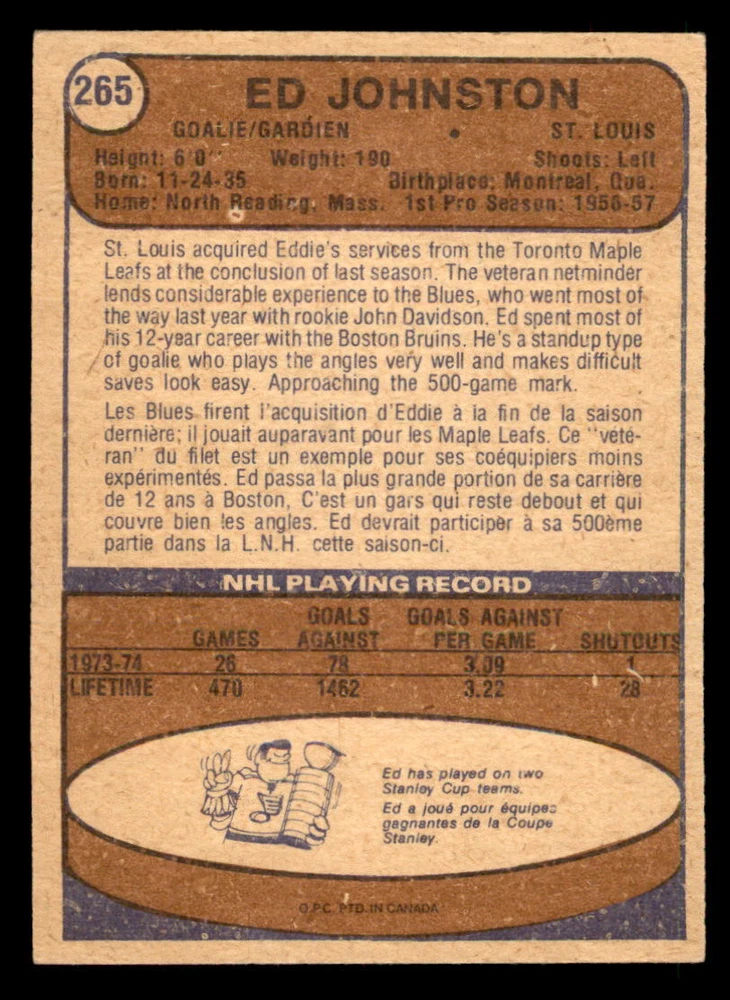 265
ED JOHNSTON
GOALIE/GARDIEN • ST. LOUIS
Height: 6'0" Weight: 190 Shoots: Left
Born: 11-24-35 Birthplace: Montreal, Que.
Home: North Reading, Mass. 1st Pro Season: 1956-57
St. Louis acquired Eddie's services from the Toronto Maple
Leafs at the conclusion of last season. The veteran netminder
lends considerable experience to the Blues, who went most of
the way last year with rookie John Davidson. Ed spent most of
his 12-year career with the Boston Bruins. He's a standup type
of goalie who plays the angles very well and makes difficult
saves look easy. Approaching the 500-game mark.
Les Blues firent l'acquisition d'Eddie à la fin de la saison
dernière; il jouait auparavant pour les Maple Leafs. Ce "vété-
ran" du filet est un exemple pour ses coéquipiers moins
expérimentés. Ed passa la plus grande portion de sa carrière
de 12 ans à Boston, C'est un gars qui reste debout et qui
couvre bien les angles. Ed devrait participer à sa 500ème
partie dans la L.N.H. cette saison-ci.
NHL PLAYING RECORD
GAMES GOALS AGAINST GOALS AGAINST PER GAME SHUTOUTS
1973-74 26 78 3.09 1
LIFETIME 470 1462 3.22 28
Ed has played on two
Stanley Cup teams.
Ed a joué pour équipes
gagnantes de la Coupe
Stanley.
O.P.C. PTD. IN CANADA